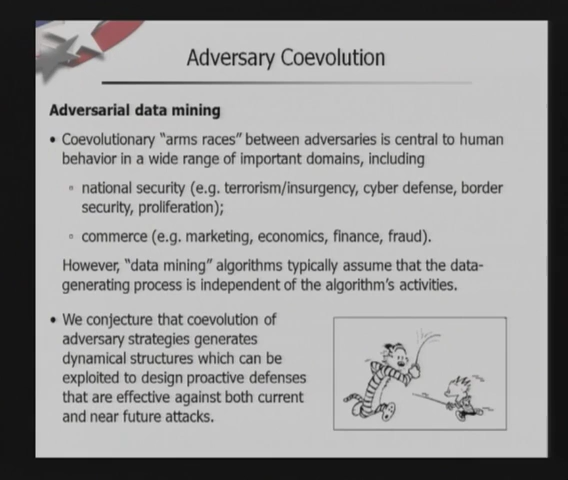 Adversary Coevolution
Adversarial data mining
• Coevolutionary "arms races" between adversaries is central to human
behavior in a wide range of important domains, including
◦ national security (e.g. terrorism/insurgency, cyber defense, border
security, proliferation);
◦ commerce (e.g. marketing, economics, finance, fraud).
However, "data mining" algorithms typically assume that the data-
generating process is independent of the algorithm's activities.
• We conjecture that coevolution of
adversary strategies generates
dynamical structures which can be
exploited to design proactive defenses
that are effective against both current
and near future attacks.